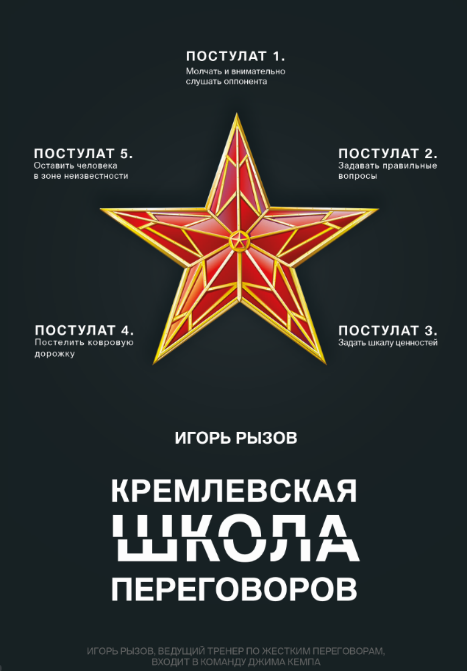 ПОСТУЛАТ 1.
Молчать и внимательно
слушать оппонента
ПОСТУЛАТ 5.
Оставить человека
в зоне неизвестности
ПОСТУЛАТ 2.
Задавать правильные
вопросы
ПОСТУЛАТ 4.
Постелить ковровую
дорожку
ПОСТУЛАТ 3.
Задать шкалу ценностей
ИГОРЬ РЫЗОВ
КРЕМЛЕВСКАЯ
ШКОЛА
ПЕРЕГОВОРОВ
ИГОРЬ РЫЗОВ, ВЕДУЩИЙ ТРЕНЕР ПО ЖЕСТКИМ ПЕРЕГОВОРАМ,
ВХОДИТ В КОМАНДУ ДЖИМА КЕМПА